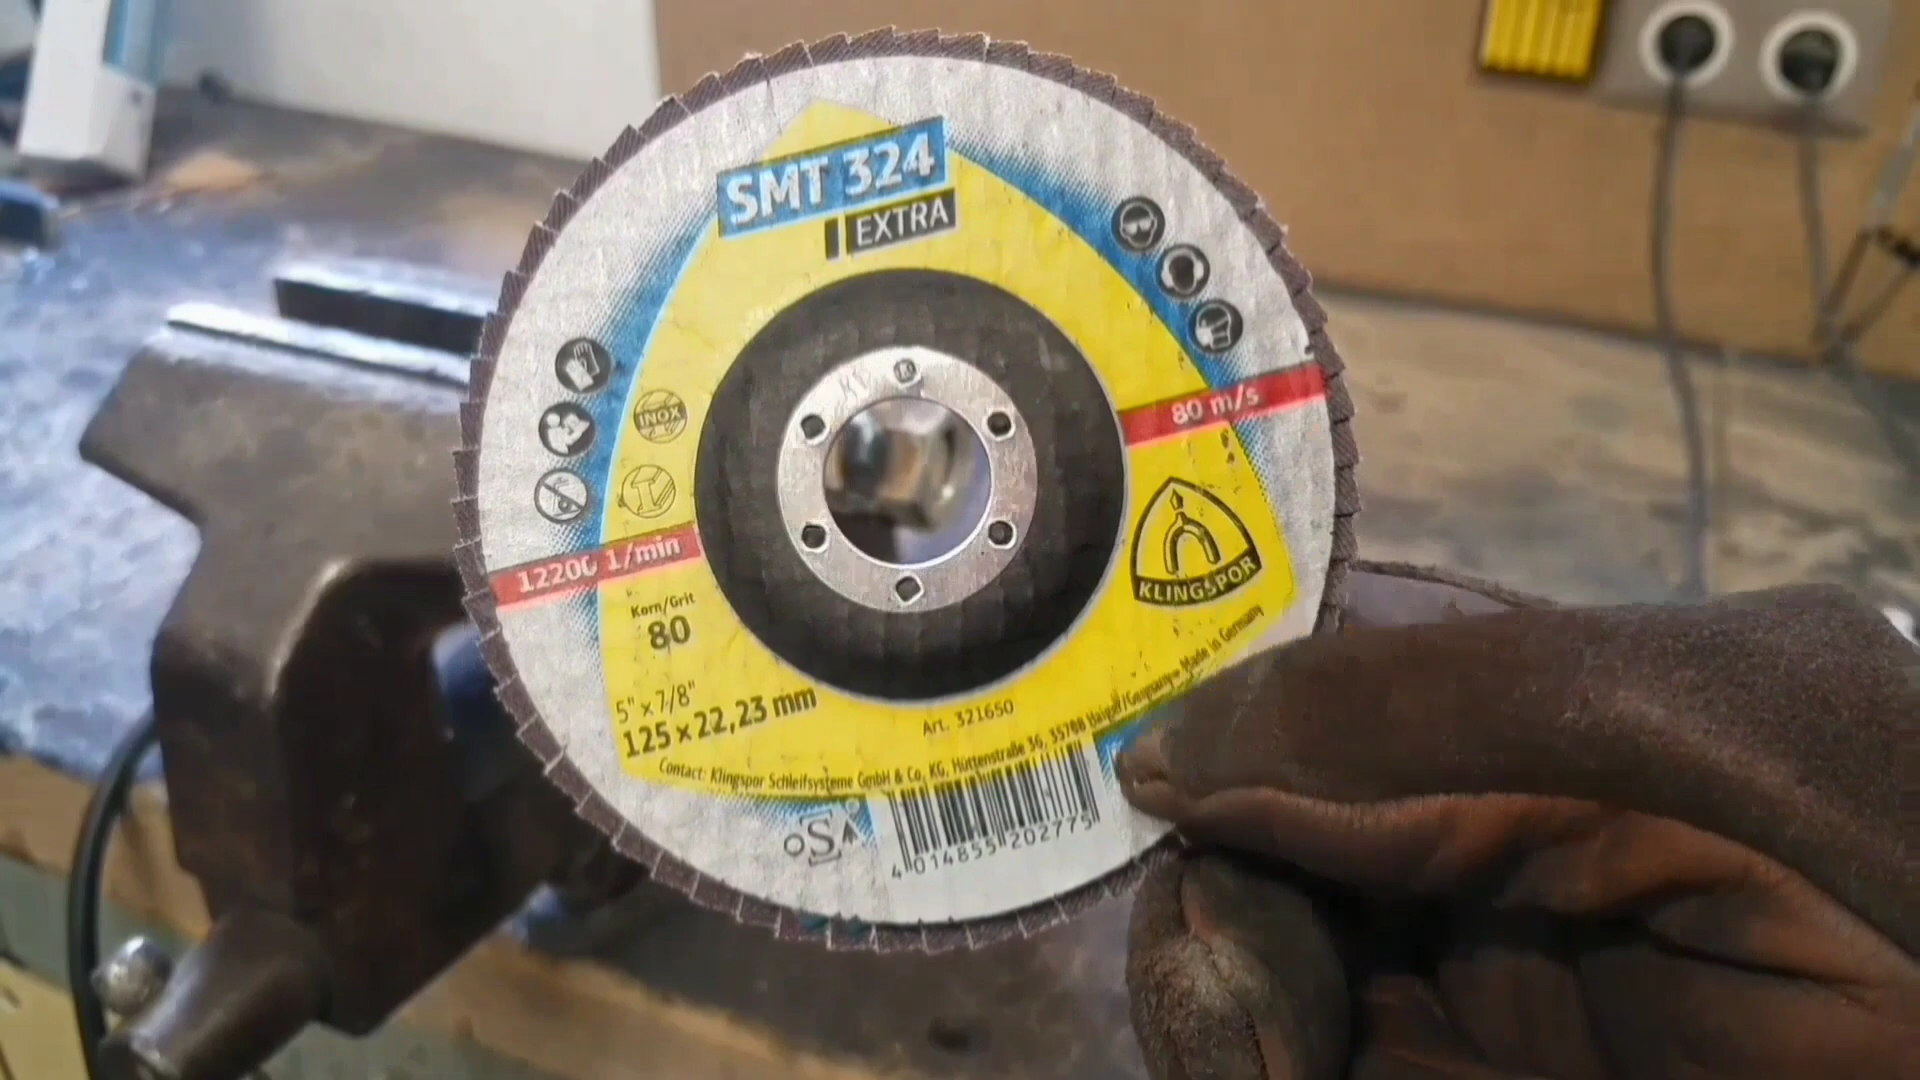 SMT 324
EXTRA
INOX
80 m/s
12200 1/min
KLINGSPOR
Korn/Grit
80
5" x 7/8"
125 x 22,23 mm
Art. 321650
Contact: Klingspor Schleifsysteme GmbH & Co. KG, Hüttenstraße 36, 35708 Haiger/Germany • Made in Germany
oSa
4 014855 202775